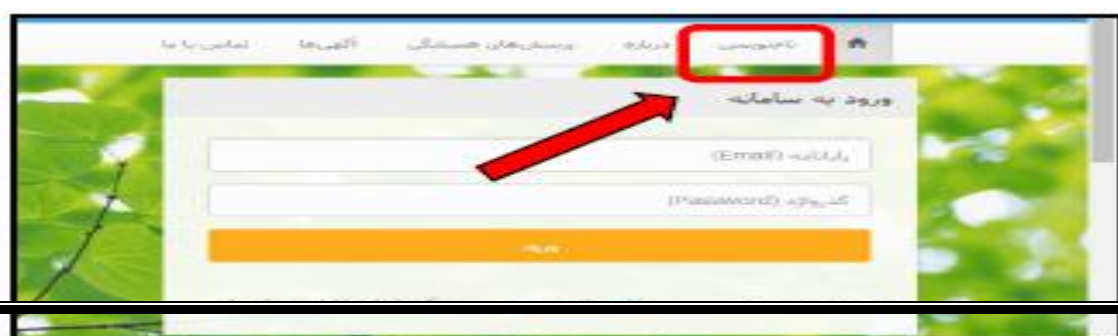 نام‌نویسی درباره پرسش‌های همیشگی آگهی‌ها تماس با ما
ورود به سامانه
رایانامه (Email)
گذرواژه (Password)
ورود